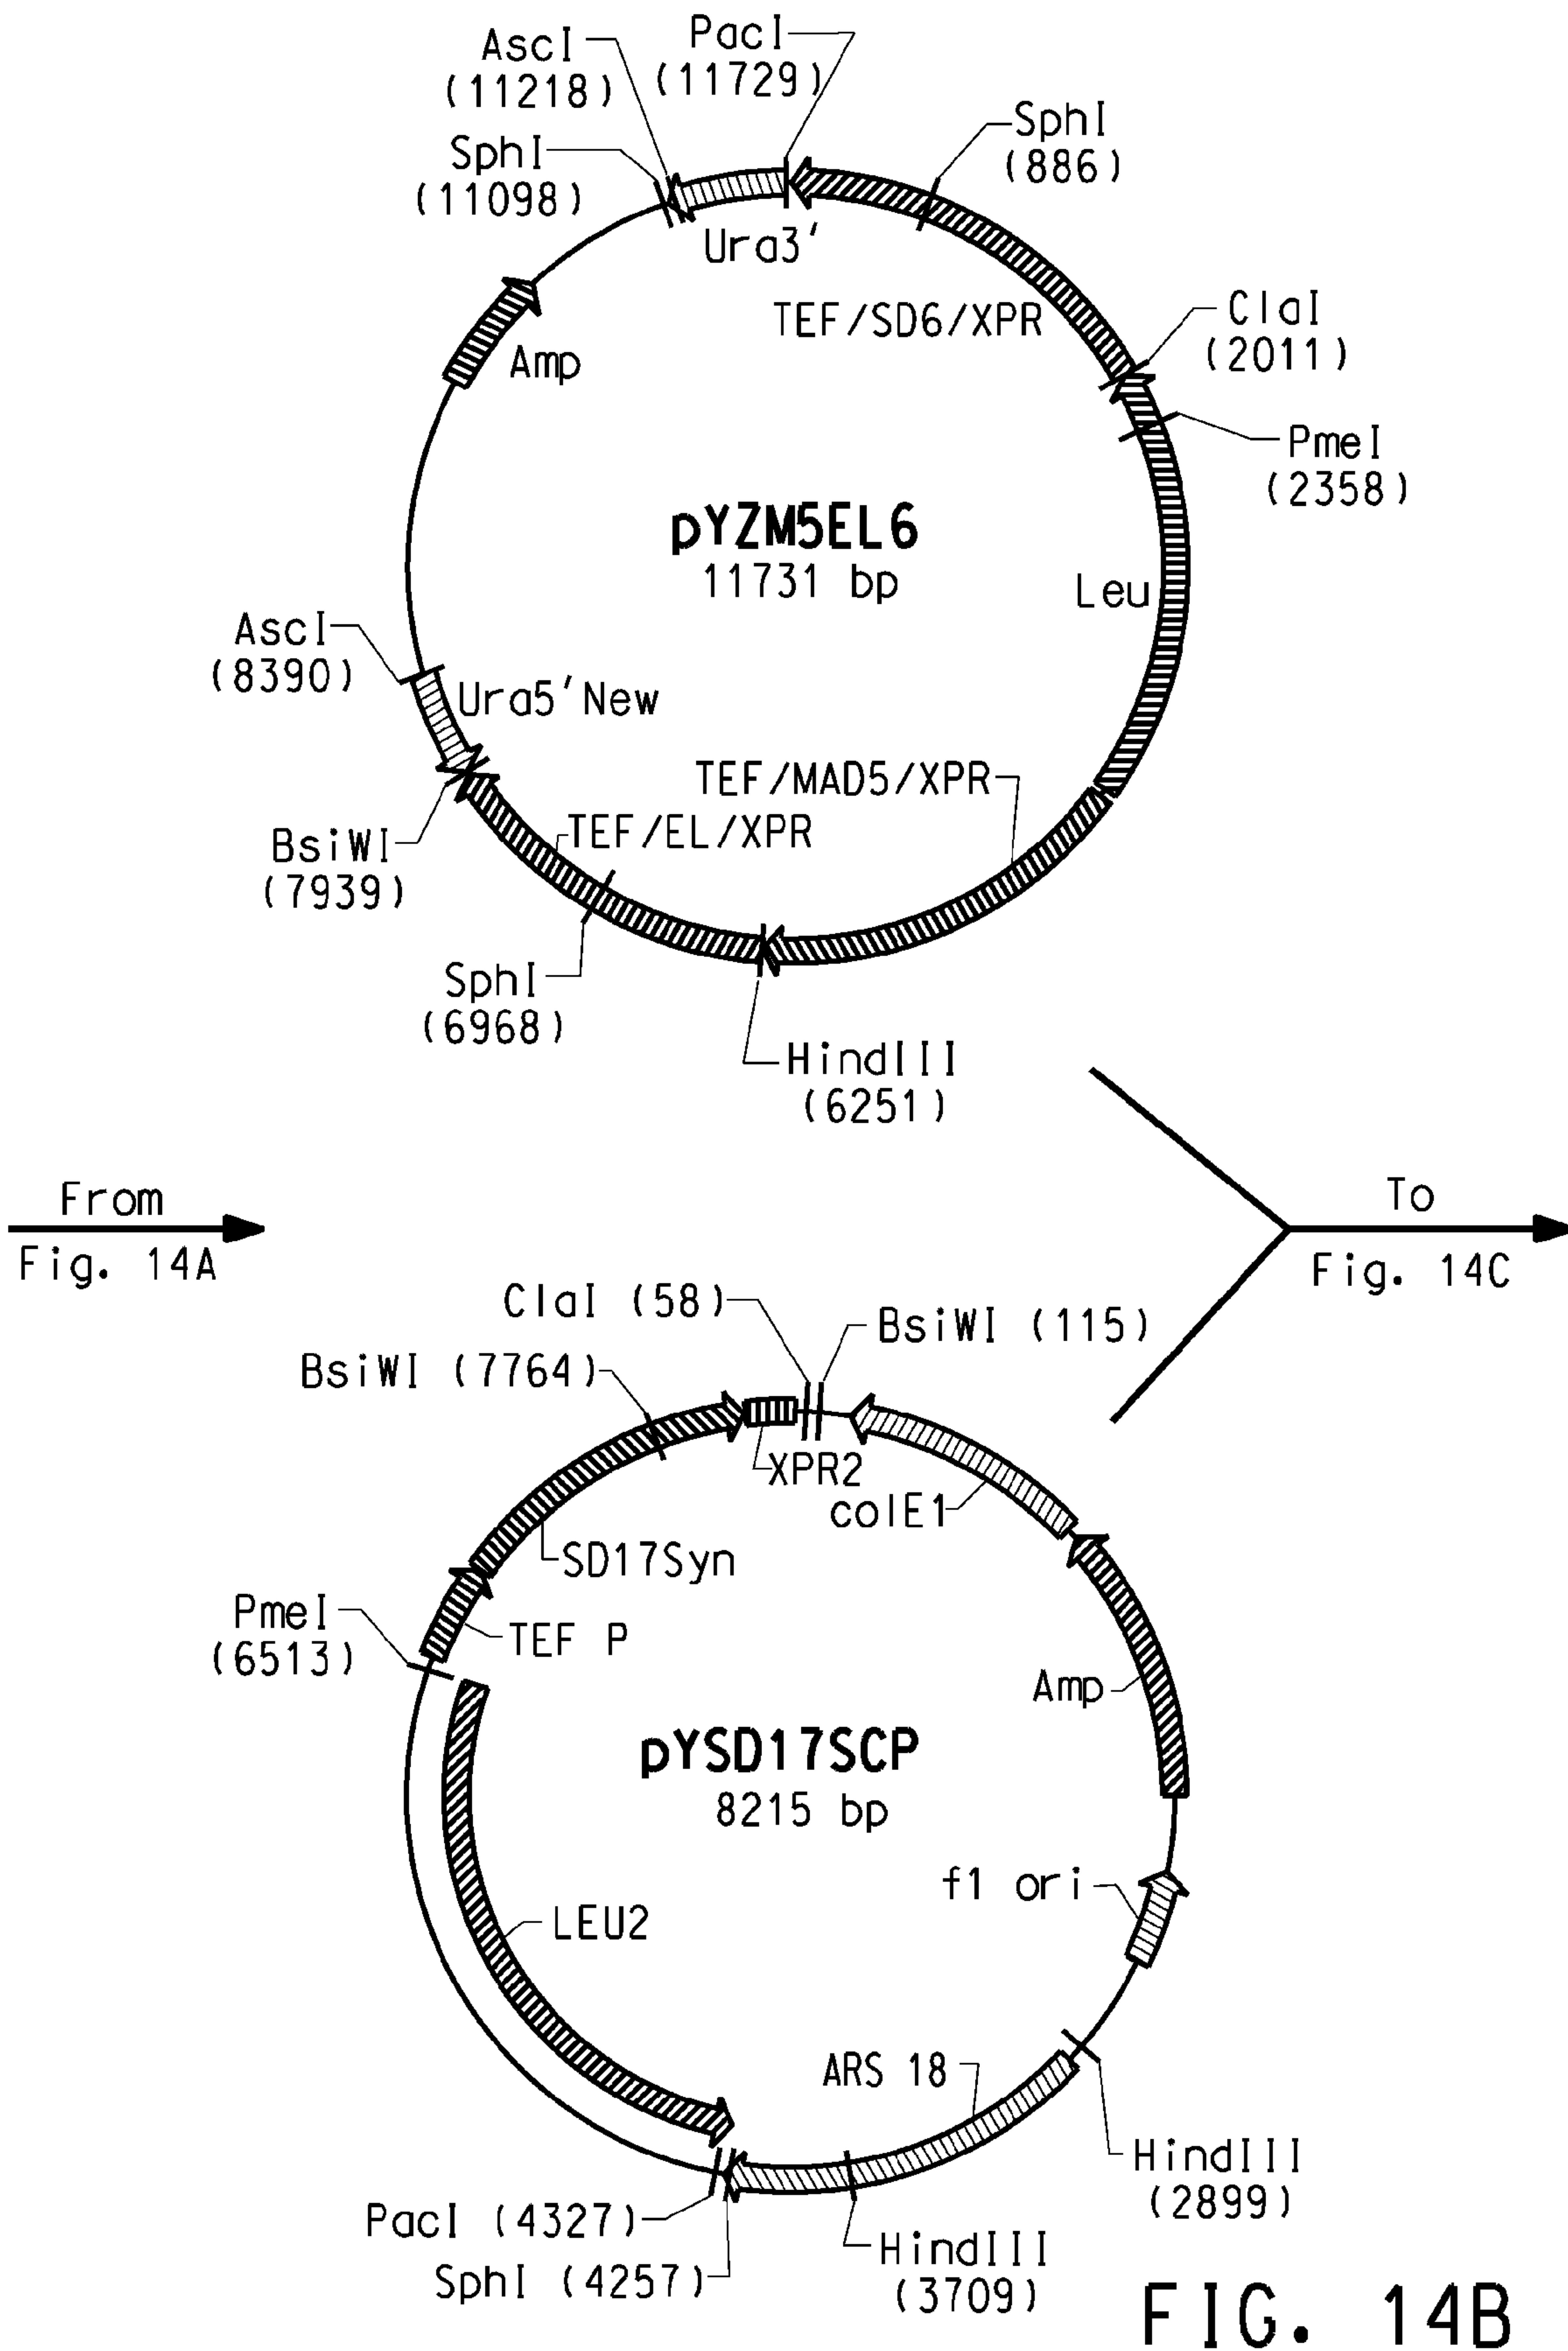 PacI
(11729)
AscI
(11218)
SphI
(11098)
SphI
(886)
Ura3'
TEF/SD6/XPR
ClaI
(2011)
Amp
PmeI
(2358)
pYZM5EL6
11731 bp
Leu
AscI
(8390)
Ura5'New
TEF/MAD5/XPR
TEF/EL/XPR
BsiWI
(7939)
SphI
(6968)
HindIII
(6251)
From
Fig. 14A
To
Fig. 14C
ClaI (58)
BsiWI (115)
BsiWI (7764)
XPR2
colE1
SD17Syn
PmeI
(6513)
TEF P
Amp
pYSD17SCP
8215 bp
f1 ori
LEU2
ARS 18
HindIII
(2899)
PacI (4327)
HindIII
(3709)
SphI (4257)
FIG. 14B